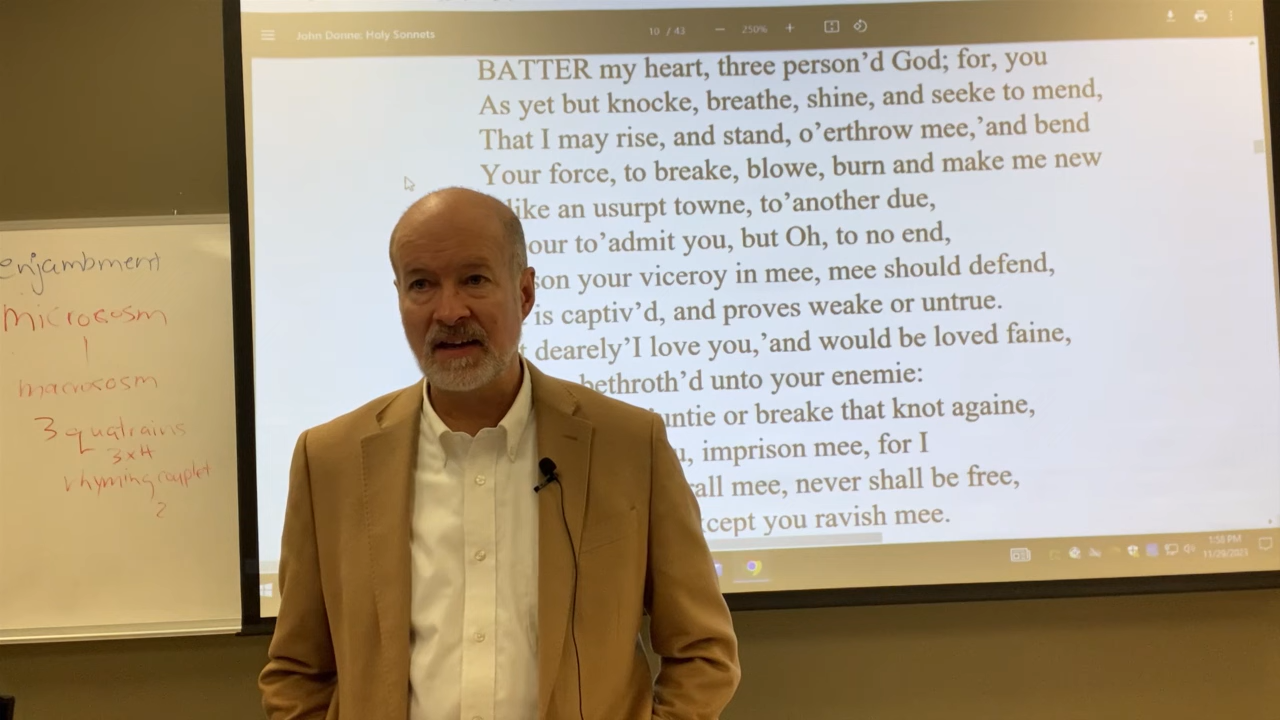 John Donne: Holy Sonnets
10 / 43
250%
BATTER my heart, three person’d God; for, you
As yet but knocke, breathe, shine, and seeke to mend,
That I may rise, and stand, o’erthrow mee,’and bend
Your force, to breake, blowe, burn and make me new
like an usurpt towne, to’another due,
our to’admit you, but Oh, to no end,
son your viceroy in mee, mee should defend,
is captiv’d, and proves weake or untrue.
dearely’I love you,’and would be loved faine,
bethroth’d unto your enemie:
untie or breake that knot againe,
, imprison mee, for I
all mee, never shall be free,
cept you ravish mee.
1:58 PM
enjambment
microcosm
macrocosm
3 quatrains
3x4
rhyming couplet
2